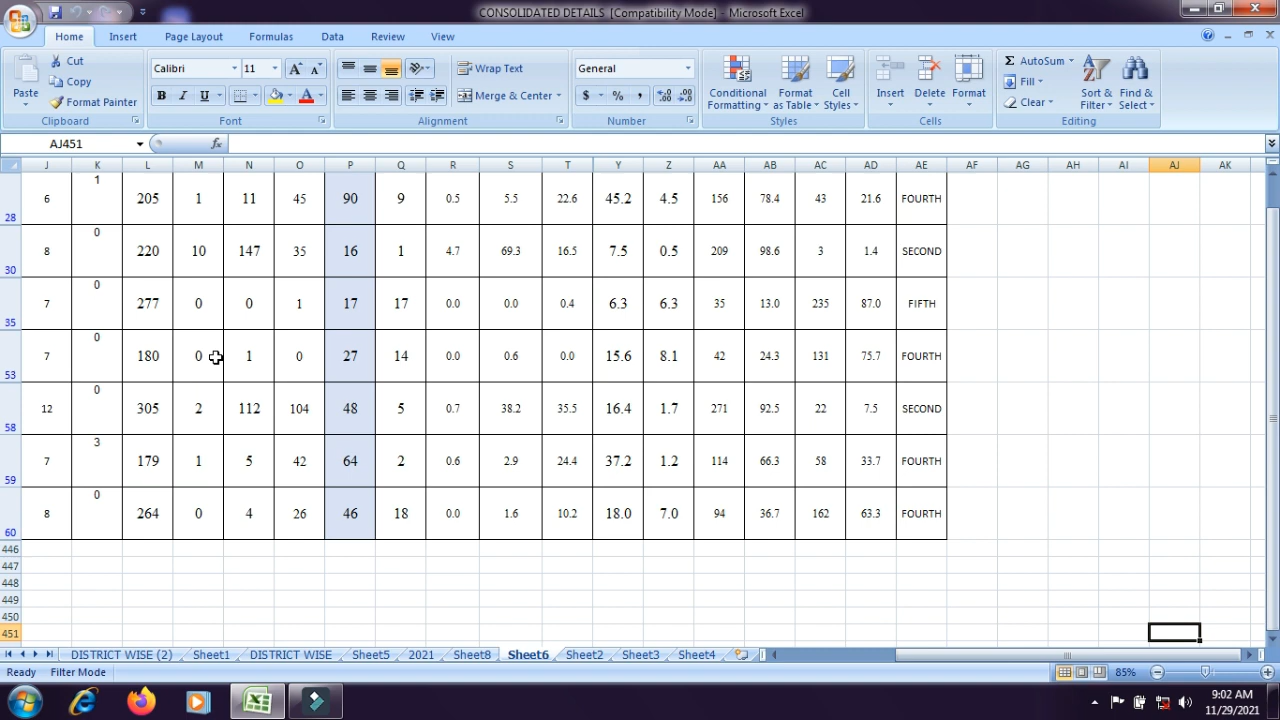 CONSOLIDATED DETAILS [Compatibility Mode] - Microsoft Excel
Home Insert Page Layout Formulas Data Review View
Cut Calibri 11 Wrap Text General AutoSum
Paste Copy Conditional Formatting Format as Table Cell Styles Insert Delete Format Fill Sort & Filter Find & Select
Format Painter B I U A Merge & Center $ % , Clear
Clipboard Font Alignment Number Styles Cells Editing
AJ451 fx
J K L M N O P Q R S T Y Z AA AB AC AD AE AF AG AH AI AJ AK
28 6 1 205 1 11 45 90 9 0.5 5.5 22.6 45.2 4.5 156 78.4 43 21.6 FOURTH
30 8 0 220 10 147 35 16 1 4.7 69.3 16.5 7.5 0.5 209 98.6 3 1.4 SECOND
35 7 0 277 0 0 1 17 17 0.0 0.0 0.4 6.3 6.3 35 13.0 235 87.0 FIFTH
53 7 0 180 0 1 0 27 14 0.0 0.6 0.0 15.6 8.1 42 24.3 131 75.7 FOURTH
58 12 0 305 2 112 104 48 5 0.7 38.2 35.5 16.4 1.7 271 92.5 22 7.5 SECOND
59 7 3 179 1 5 42 64 2 0.6 2.9 24.4 37.2 1.2 114 66.3 58 33.7 FOURTH
60 8 0 264 0 4 26 46 18 0.0 1.6 10.2 18.0 7.0 94 36.7 162 63.3 FOURTH
446
447
448
449
450
451
DISTRICT WISE (2) Sheet1 DISTRICT WISE Sheet5 2021 Sheet8 Sheet6 Sheet2 Sheet3 Sheet4
Ready Filter Mode 85%
9:02 AM
11/29/2021